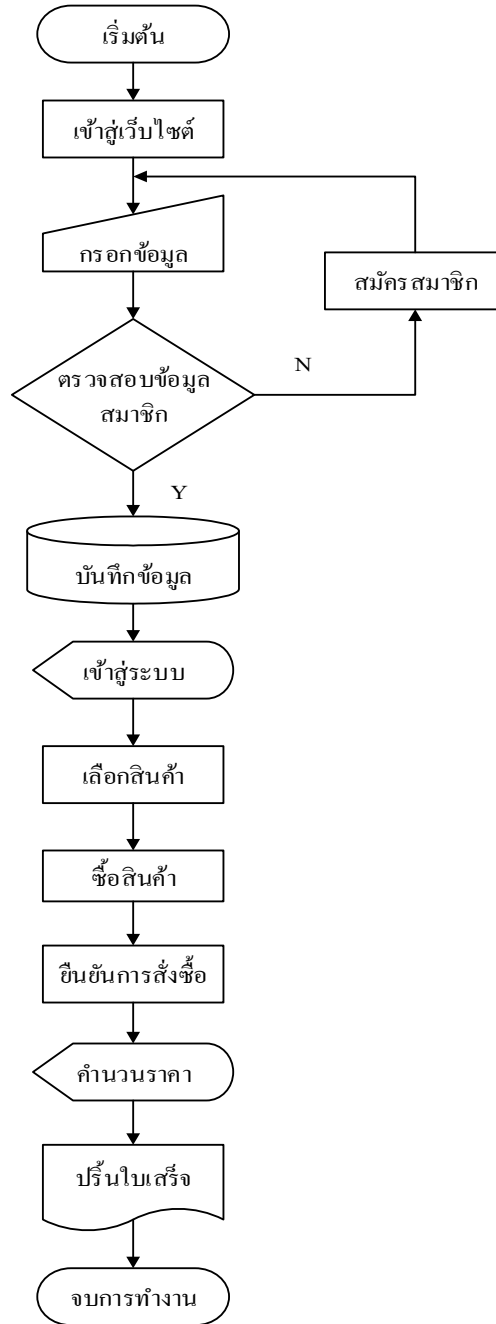 เริ่มต้น
เข้าสู่เว็บไซต์
กรอกข้อมูล
สมัครสมาชิก
ตรวจสอบข้อมูล
สมาชิก
N
Y
บันทึกข้อมูล
เข้าสู่ระบบ
เลือกสินค้า
ซื้อสินค้า
ยืนยันการสั่งซื้อ
คำนวนราคา
ปริ้นใบเสร็จ
จบการทำงาน